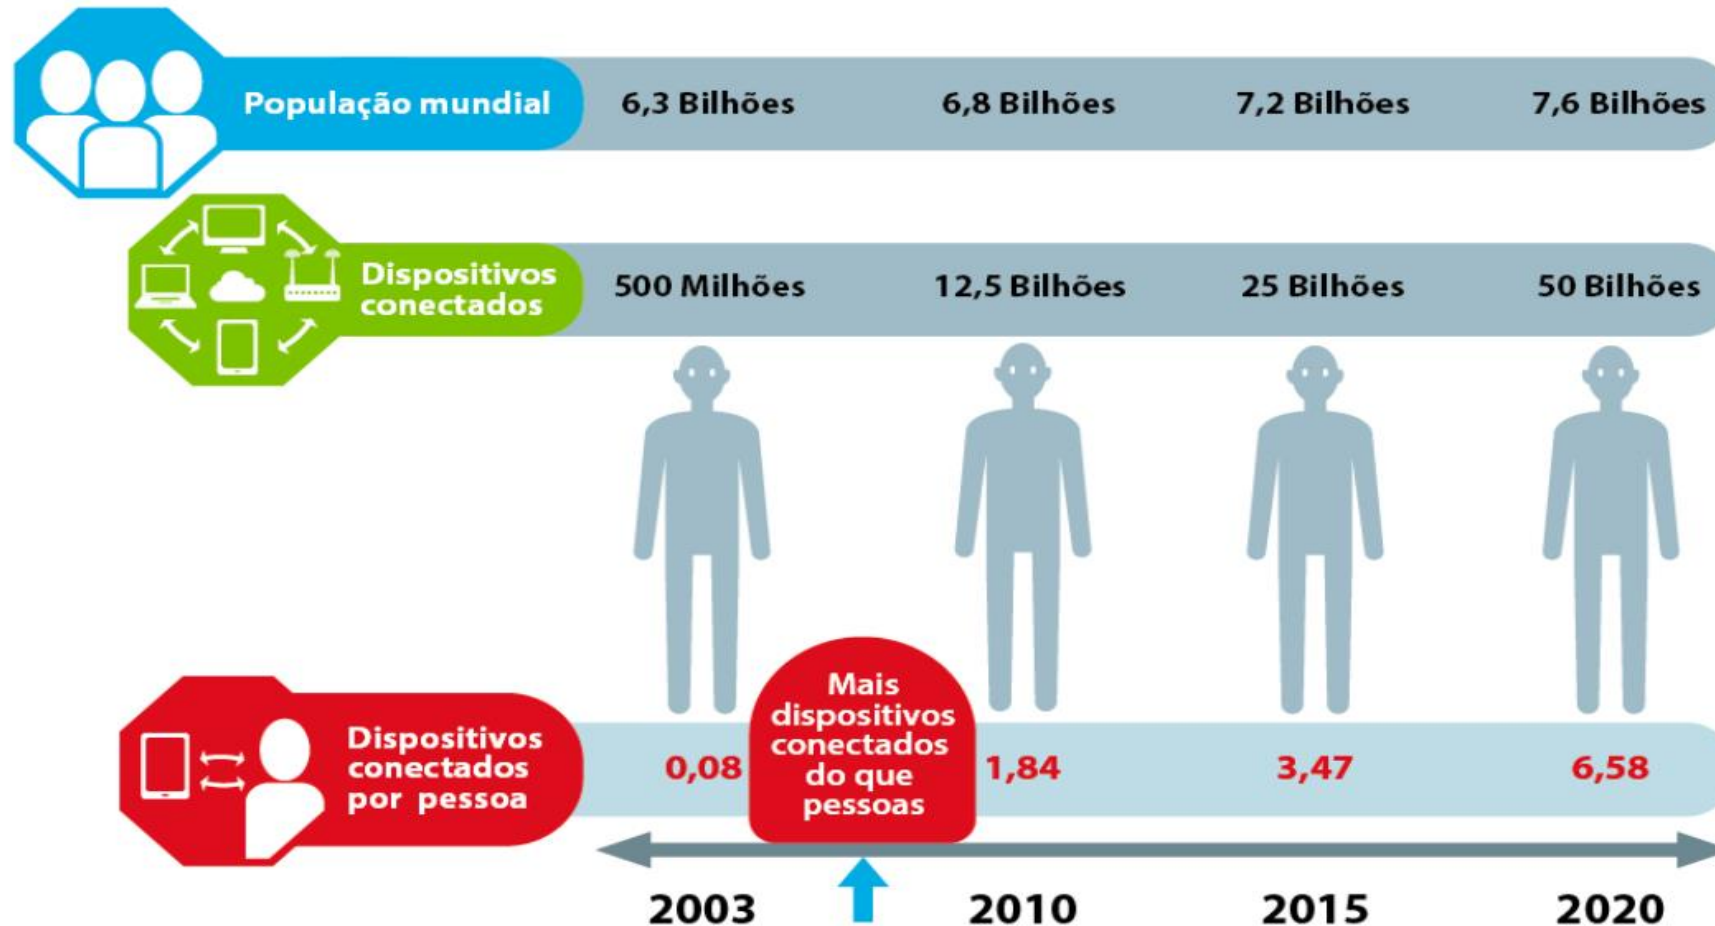 População mundial
6,3 Bilhões
6,8 Bilhões
7,2 Bilhões
7,6 Bilhões
Dispositivos
conectados
500 Milhões
12,5 Bilhões
25 Bilhões
50 Bilhões
Dispositivos
conectados
por pessoa
0,08
Mais
dispositivos
conectados
do que
pessoas
1,84
3,47
6,58
2003
2010
2015
2020